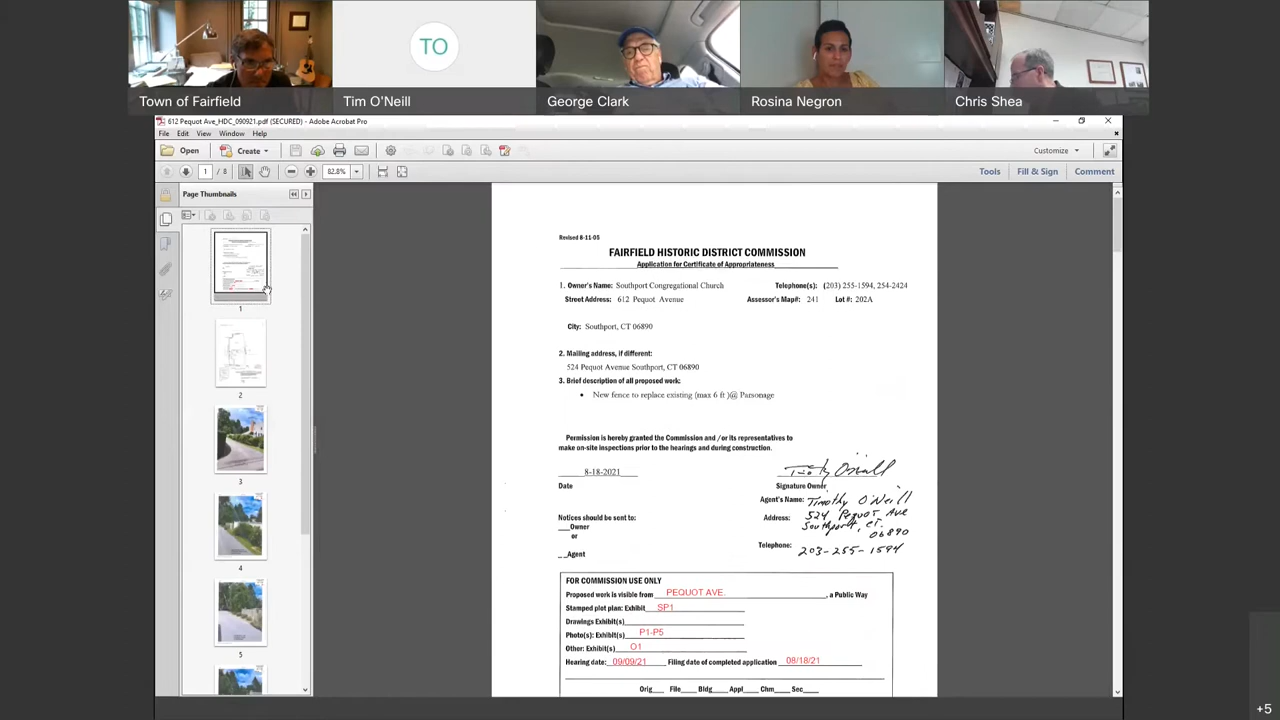 TO
Town of Fairfield
Tim O'Neill
George Clark
Rosina Negron
Chris Shea
612 Pequot Ave_HDC_090921.pdf (SECURED) - Adobe Acrobat Pro
File Edit View Window Help
Open Create Customize
1 / 8 82.8% Tools Fill & Sign Comment
Page Thumbnails
1
2
3
4
5
Revised 8-11-05
FAIRFIELD HISTORIC DISTRICT COMMISSION
Application for Certificate of Appropriateness
1. Owner's Name: Southport Congregational Church Telephone(s): (203) 255-1594, 254-2424
Street Address: 612 Pequot Avenue Assessor's Map#: 241 Lot #: 202A
City: Southport, CT 06890
2. Mailing address, if different:
524 Pequot Avenue Southport, CT 06890
3. Brief description of all proposed work:
• New fence to replace existing (max 6 ft )@ Parsonage
Permission is hereby granted the Commission and /or its representatives to
make on-site inspections prior to the hearings and during construction.
8-18-2021
Date
Signature Owner
Agent's Name: Timothy O'Neill
Address: 524 Pequot Ave
Southport, CT.
06890
Telephone: 203-255-1594
Notices should be sent to:
___Owner
or
__Agent
FOR COMMISSION USE ONLY
Proposed work is visible from PEQUOT AVE. , a Public Way
Stamped plot plan: Exhibit SP1
Drawings Exhibit(s)
Photo(s): Exhibit(s) P1-P5
Other: Exhibit(s) O1
Hearing date: 09/09/21 Filing date of completed application 08/18/21
Orig___ File____ Bldg____ Appl____ Chm____ Sec____
+5